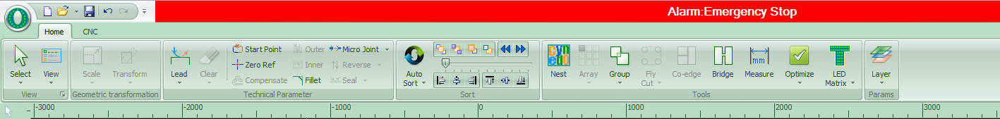 Alarm:Emergency Stop
Home CNC
Select View Scale Transform Lead Clear Start Point Zero Ref Compensate Outer Inner Fillet Micro Joint Reverse Seal Auto Sort Nest Array Group Fly Cut Co-edge Bridge Measure Optimize LED Matrix Layer
mm
View Geometric transformation Technical Parameter Sort Tools Params
-3000 -2000 -1000 0 1000 2000 3000